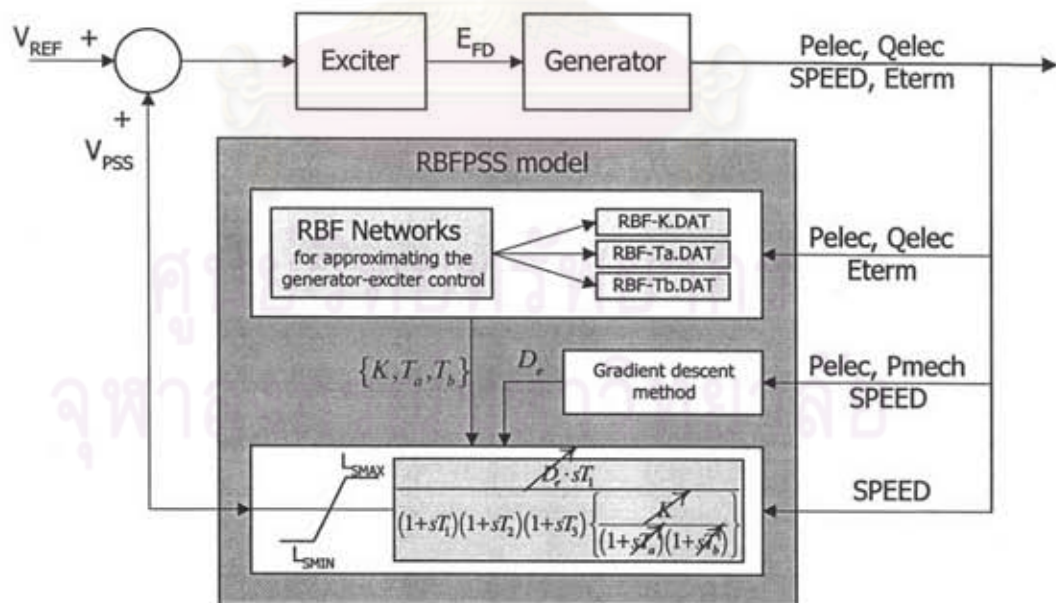 V_REF +
+
V_PSS
Exciter
E_FD
Generator
Pelec, Qelec
SPEED, Eterm
RBFPSS model
RBF Networks
for approximating the
generator-exciter control
RBF-K.DAT
RBF-Ta.DAT
RBF-Tb.DAT
Pelec, Qelec
Eterm
{K, T_a, T_b}
D_e
Gradient descent
method
Pelec, Pmech
SPEED
L_SMAX
L_SMIN
D_e · sT_1
(1+sT_1)(1+sT_2)(1+sT_3){K
(1+sT_a)(1+sT_b)}
SPEED